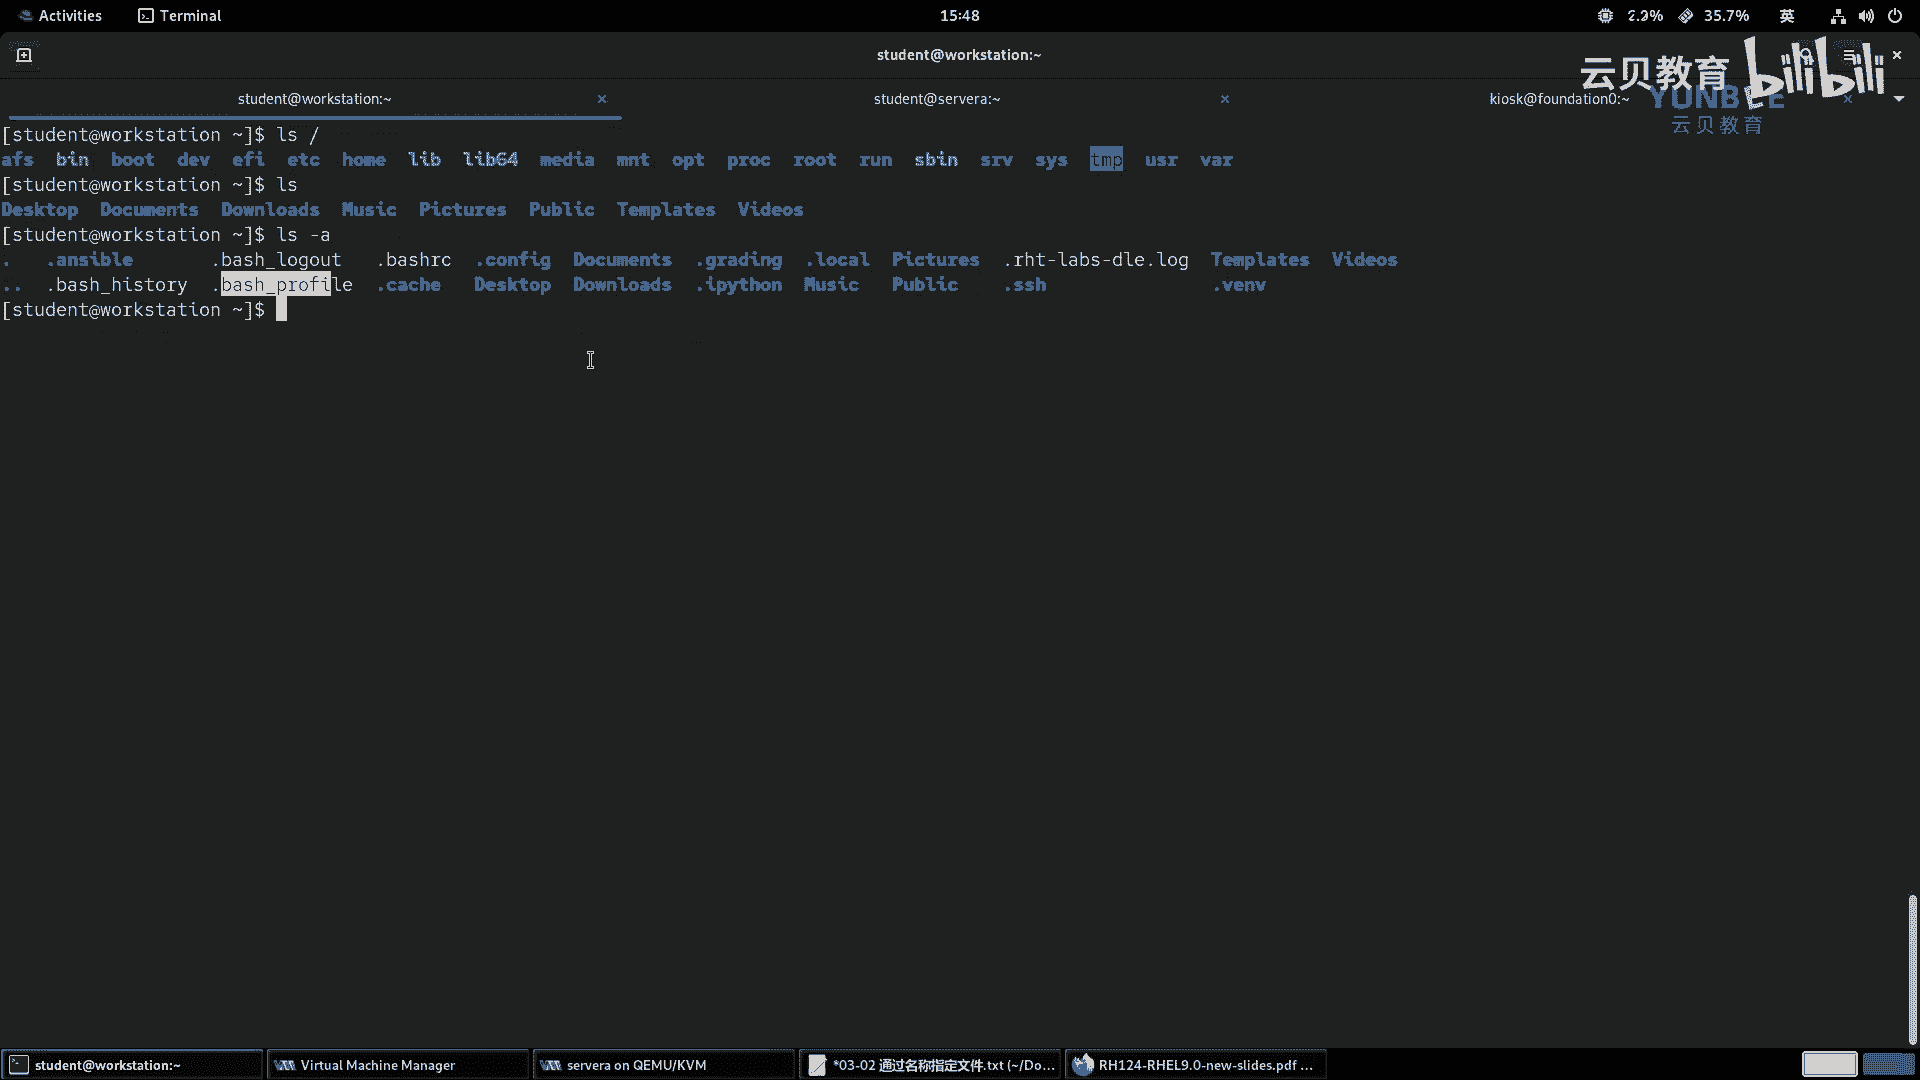 Activities Terminal 15:48 2.2% 35.7% 英
student@workstation:~
云贝教育 bilibili
student@workstation:~ × student@servera:~ × kiosk@foundation0:~ ×
云贝教育
[student@workstation ~]$ ls /
afs bin boot dev efi etc home lib lib64 media mnt opt proc root run sbin srv sys tmp usr var
[student@workstation ~]$ ls
Desktop Documents Downloads Music Pictures Public Templates Videos
[student@workstation ~]$ ls -a
. .ansible .bash_logout .bashrc .config Documents .grading .local Pictures .rht-labs-dle.log Templates Videos
.. .bash_history .bash_profile .cache Desktop Downloads .ipython Music Public .ssh .venv
[student@workstation ~]$
student@workstation:~ Virtual Machine Manager servera on QEMU/KVM *03-02 通过名称指定文件.txt (~/Do... RH124-RHEL9.0-new-slides.pdf ...